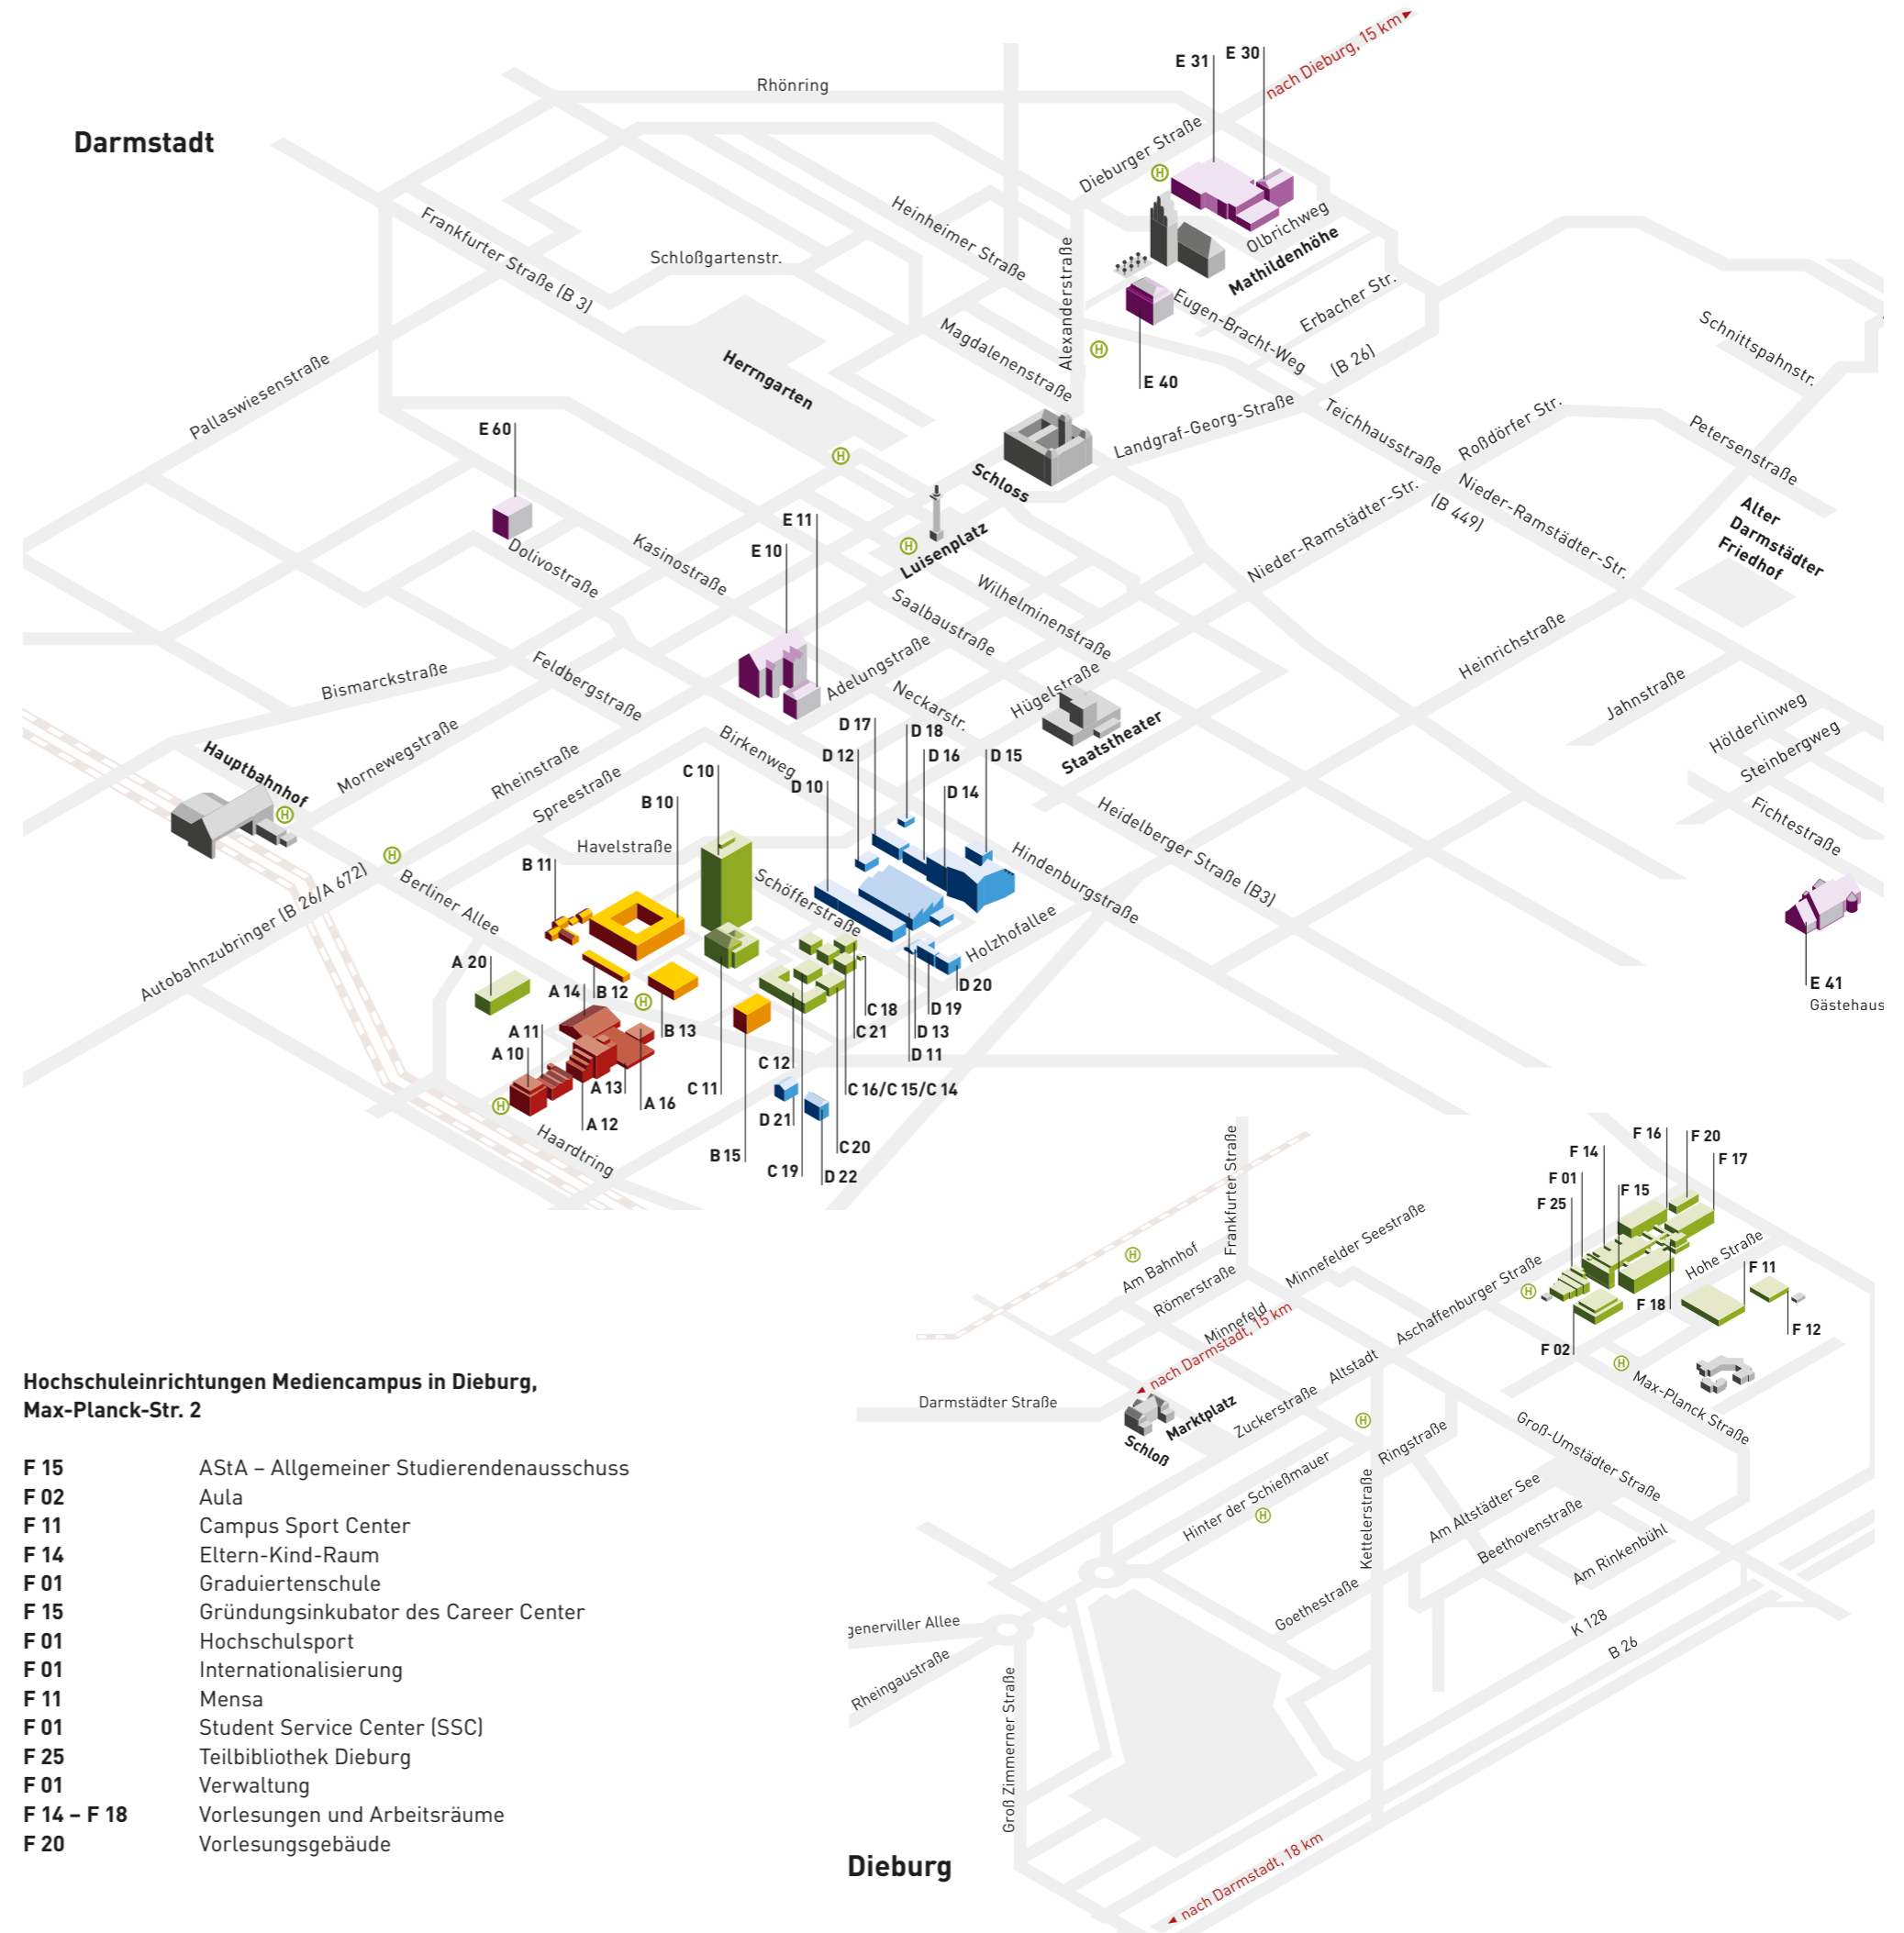 nach Dieburg, 15 km
E 30
E 31
Rhönring
Darmstadt
Dieburger Straße
Olbrichweg
Mathildenhöhe
Heinheimer Straße
Frankfurter Straße (B 3)
Schloßgartenstr.
Alexanderstraße
Eugen-Bracht-Weg
Erbacher Str.
(B 26)
Schnittspahnstr.
Magdalenenstraße
Herrngarten
Pallaswiesenstraße
E 40
Landgraf-Georg-Straße
Teichhausstraße
Roßdörfer Str.
Petersenstraße
E 60
Schloss
Nieder-Ramstädter-Str.
(B 449)
Nieder-Ramstädter-Str.
Alter
Darmstädter
Friedhof
E 11
E 10
Luisenplatz
Kasinostraße
Dolivostraße
Wilhelminenstraße
Saalbaustraße
Adelungstraße
Heinrichstraße
Bismarckstraße
Feldbergstraße
Neckarstr.
Hügelstraße
Jahnstraße
Hölderlinweg
Steinbergweg
Fichtestraße
Staatstheater
Hauptbahnhof
H
Mornewegstraße
Rheinstraße
Spreestraße
Birkenweg
D 17
D 18
D 12
D 16
D 15
C 10
D 10
D 14
B 10
Havelstraße
B 11
Heidelberger Straße (B3)
Hindenburgstraße
Schöfferstraße
Holzhofallee
Berliner Allee
Autobahnzubringer (B 26/A 672)
A 20
A 14
B 12
B 13
A 11
A 10
A 13
A 16
A 12
C 11
C 12
C 18
C 21
D 20
D 19
D 13
D 11
C 16/C 15/C 14
D 21
B 15
C 19
C 20
D 22
Haardtring
E 41
Gästehaus
F 16
F 20
F 14
F 17
F 01
F 15
F 25
Hohe Straße
F 11
F 18
F 12
F 02
Frankfurter Straße
Am Bahnhof
Römerstraße
Minnefeld
Minnefelder Seestraße
Aschaffenburger Straße
nach Darmstadt, 15 km
Darmstädter Straße
Marktplatz
Schloß
Zuckerstraße
Altstadt
Max-Planck Straße
Groß-Umstädter Straße
Ringstraße
Hinter der Schießmauer
Kettelerstraße
Am Altstädter See
Beethovenstraße
Am Rinkenbühl
Goethestraße
K 128
B 26
generviller Allee
Rheingaustraße
Groß Zimmerner Straße
nach Darmstadt, 18 km
Dieburg
Hochschuleinrichtungen Mediencampus in Dieburg,
Max-Planck-Str. 2
F 15 AStA – Allgemeiner Studierendenausschuss
F 02 Aula
F 11 Campus Sport Center
F 14 Eltern-Kind-Raum
F 01 Graduiertenschule
F 15 Gründungsinkubator des Career Center
F 01 Hochschulsport
F 01 Internationalisierung
F 11 Mensa
F 01 Student Service Center (SSC)
F 25 Teilbibliothek Dieburg
F 01 Verwaltung
F 14 – F 18 Vorlesungen und Arbeitsräume
F 20 Vorlesungsgebäude